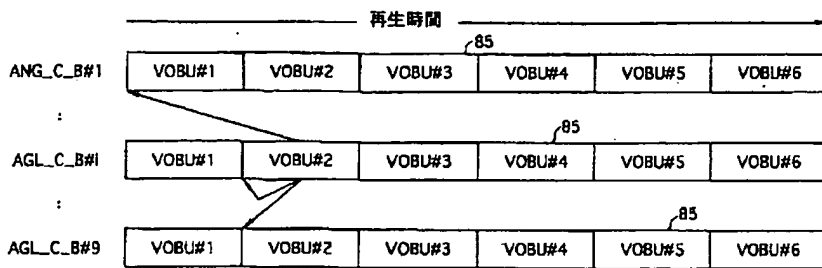 再生時間
85
ANG_C_B#1 VOBU#1 VOBU#2 VOBU#3 VOBU#4 VOBU#5 VOBU#6
:
85
AGL_C_B#i VOBU#1 VOBU#2 VOBU#3 VOBU#4 VOBU#5 VOBU#6
:
85
AGL_C_B#9 VOBU#1 VOBU#2 VOBU#3 VOBU#4 VOBU#5 VOBU#6